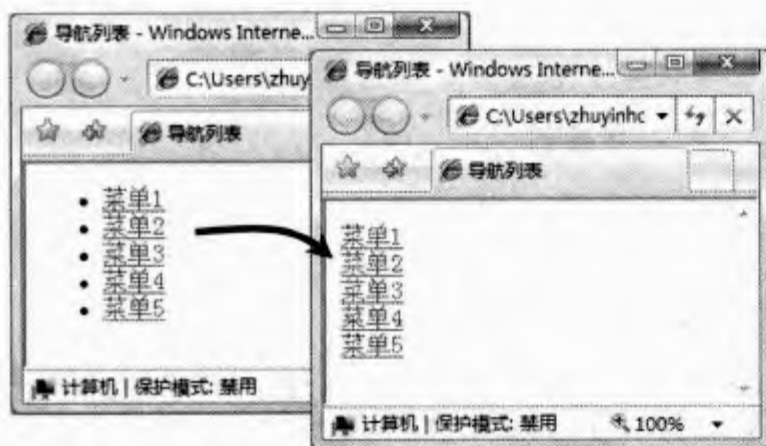 导航列表 - Windows Interne...
C:\Users\zhuy
导航列表
菜单1
菜单2
菜单3
菜单4
菜单5
计算机 | 保护模式: 禁用
导航列表 - Windows Interne...
C:\Users\zhuyinhc
导航列表
菜单1
菜单2
菜单3
菜单4
菜单5
计算机 | 保护模式: 禁用
100%